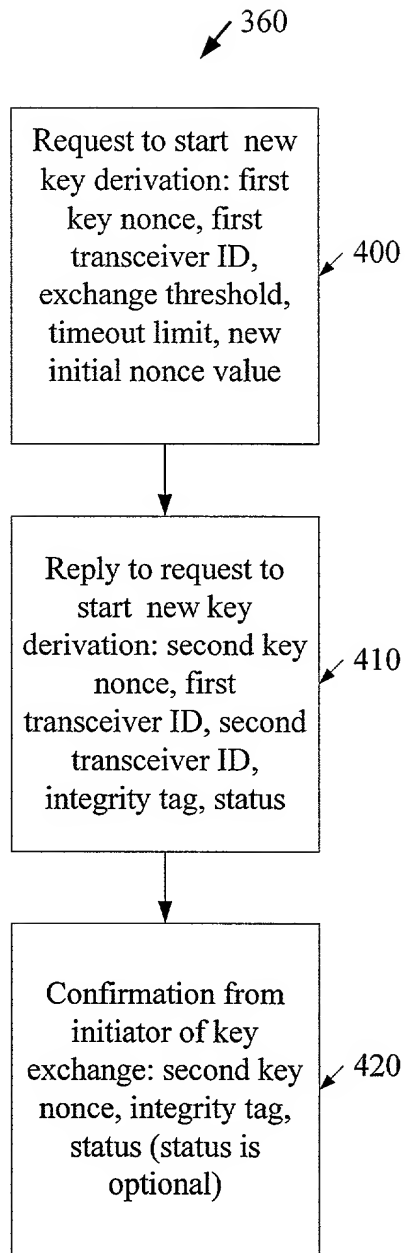 360
Request to start new
key derivation: first
key nonce, first
transceiver ID,
exchange threshold,
timeout limit, new
initial nonce value
400
Reply to request to
start new key
derivation: second key
nonce, first
transceiver ID, second
transceiver ID,
integrity tag, status
410
Confirmation from
initiator of key
exchange: second key
nonce, integrity tag,
status (status is
optional)
420